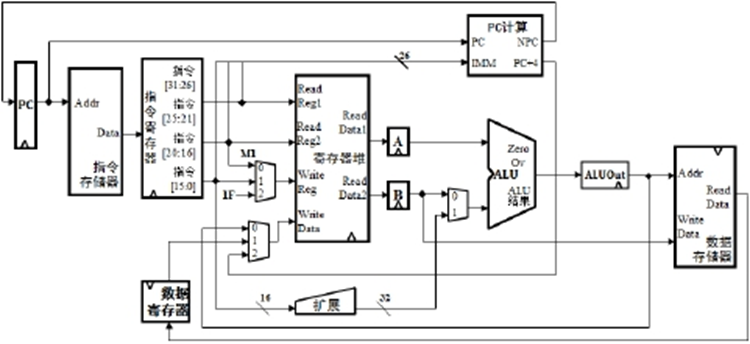 PC计算
PC
NPC
IMM
PC+4
26
PC
Addr
Data
指令
存储器
指令寄存器
指令
[31:26]
指令
[25:21]
指令
[20:16]
指令
[15:0]
M1
0
1
2
1F
Read
Reg1
Read
Reg2
Write
Reg
Write
Data
寄存器堆
Read
Data1
Read
Data2
A
B
0
1
Zero
Ov
ALU
ALU
结果
ALUOut
Addr
Read
Data
Write
Data
数据
存储器
0
1
2
数据
寄存器
16
扩展
32